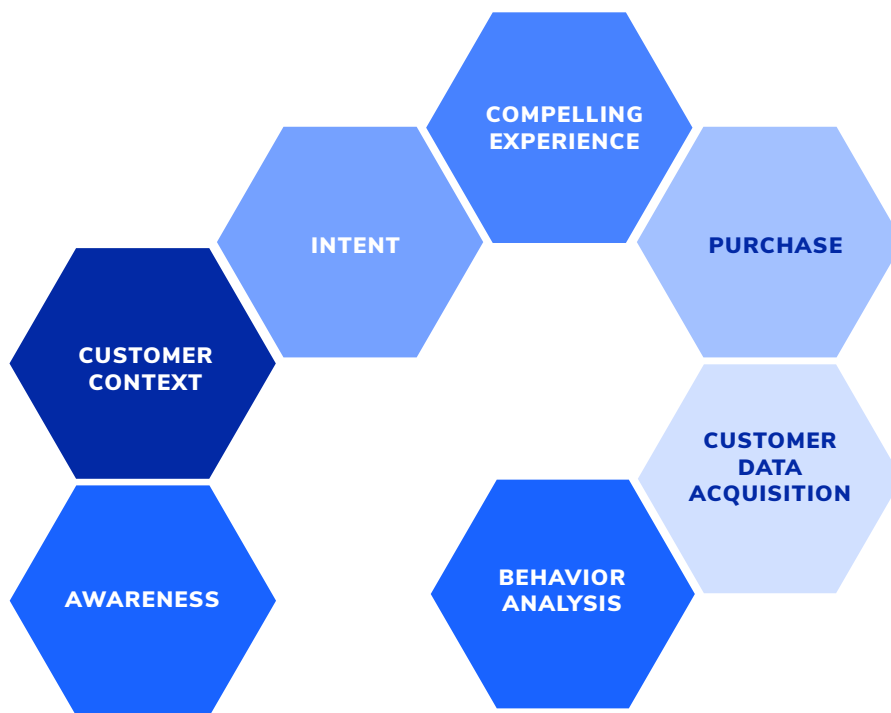 COMPELLING
EXPERIENCE
INTENT
PURCHASE
CUSTOMER
CONTEXT
CUSTOMER
DATA
ACQUISITION
BEHAVIOR
ANALYSIS
AWARENESS